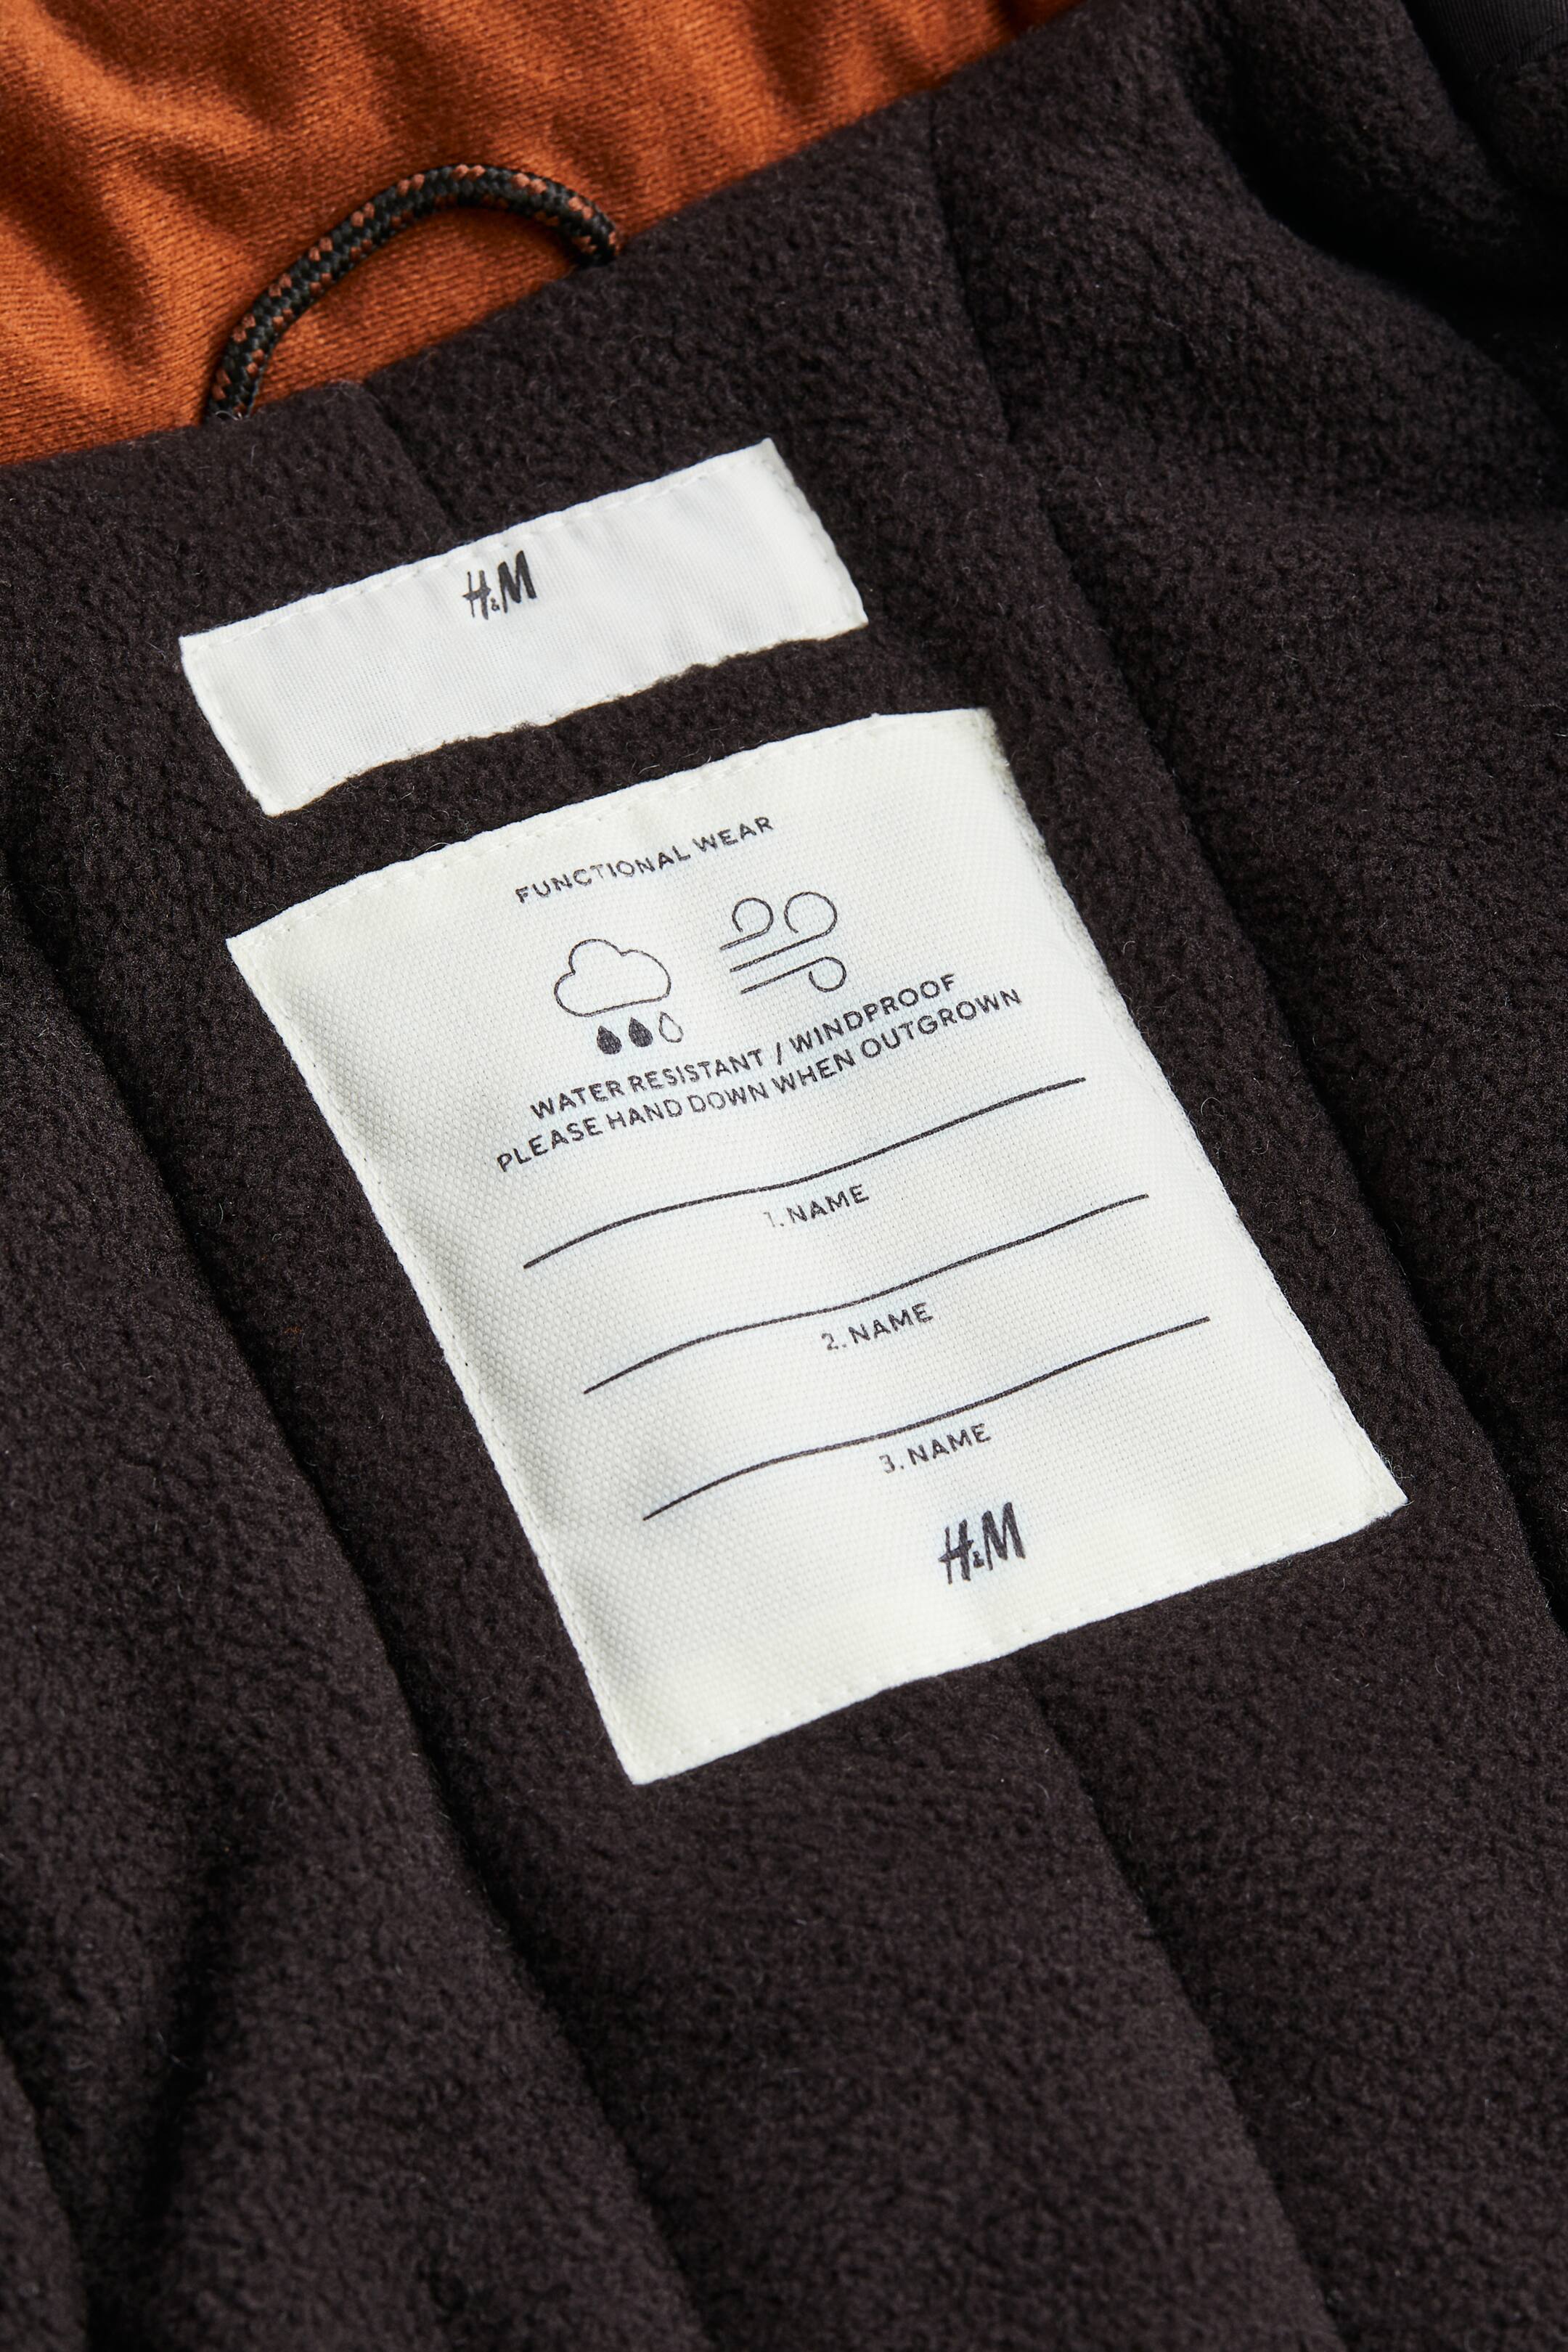 H&M
FUNCTIONAL WEAR
WATER RESISTANT / WINDPROOF
PLEASE HAND DOWN WHEN OUTGROWN
1. NAME
2. NAME
3. NAME
H&M